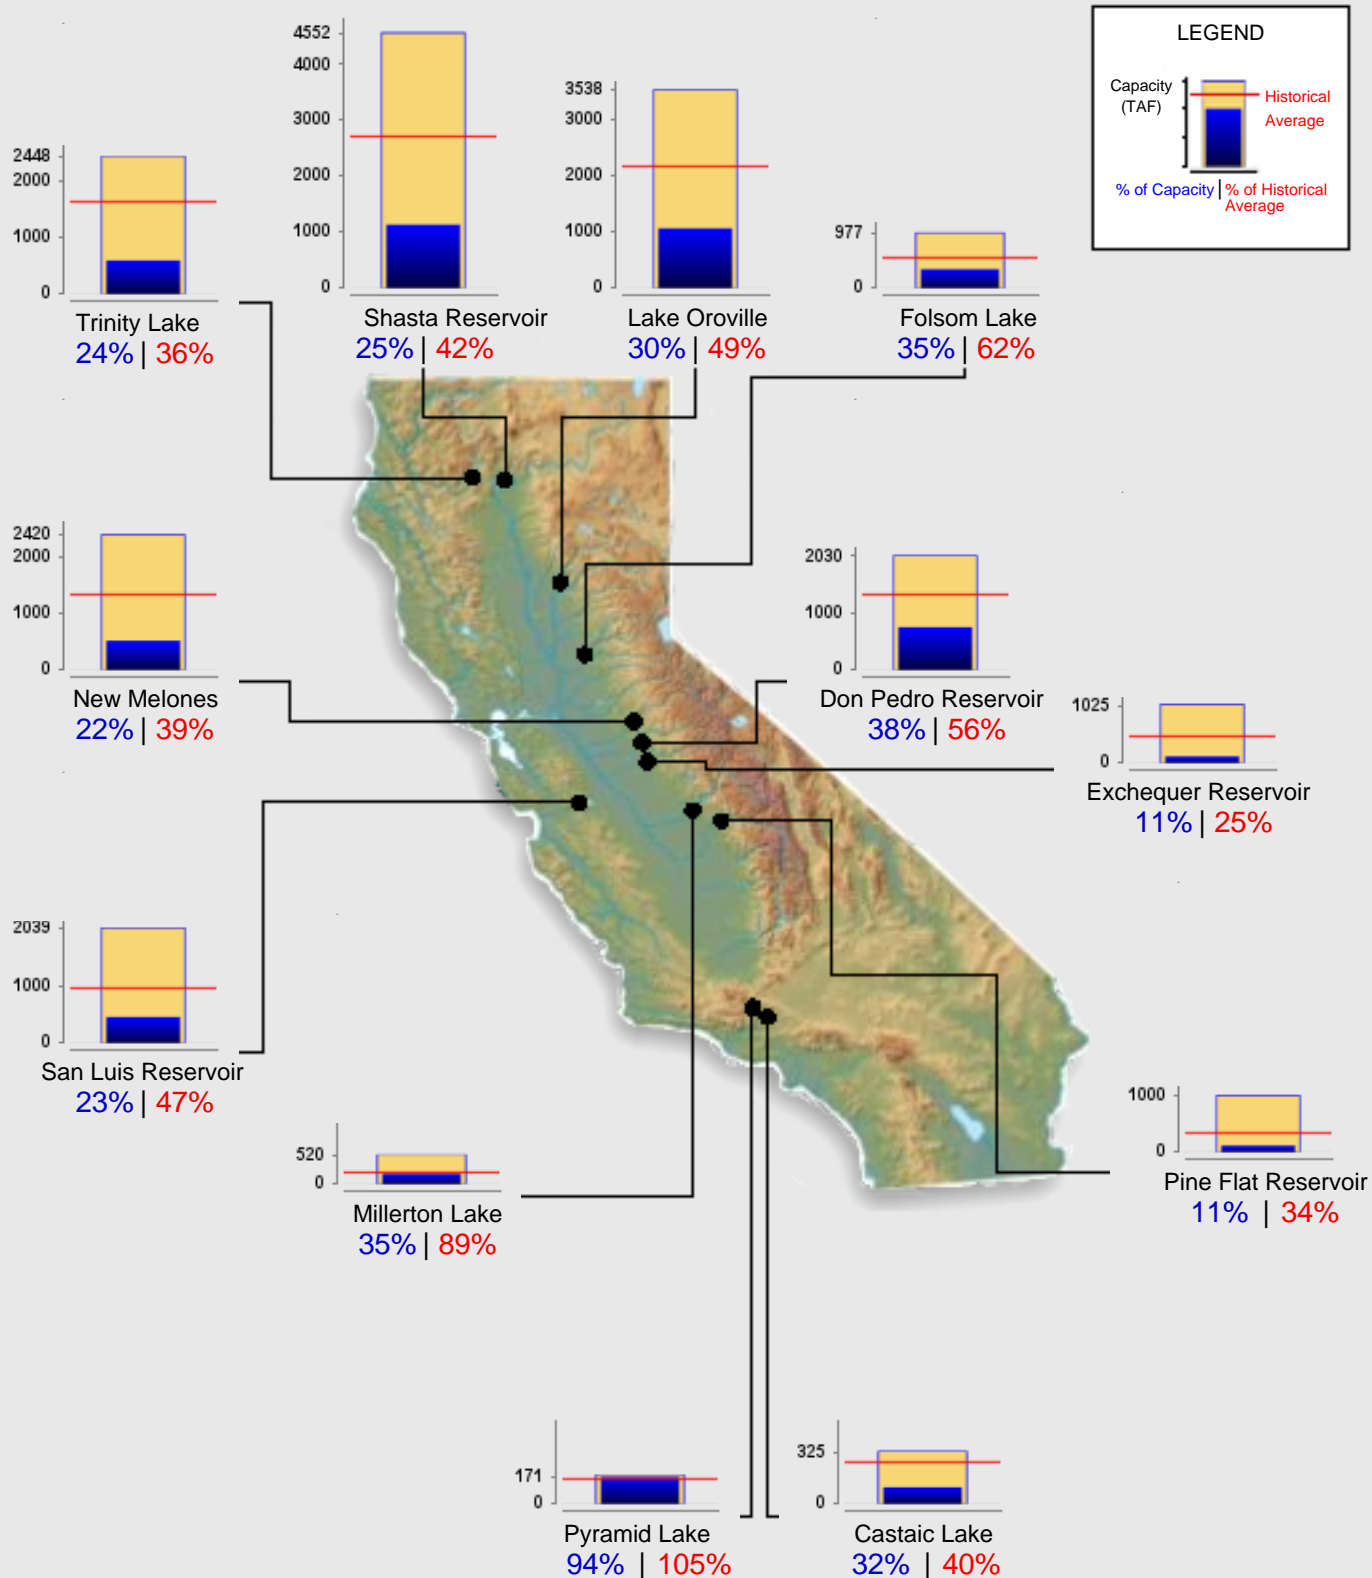 LEGEND
Capacity
(TAF)
Historical
Average
% of Capacity | % of Historical
Average
4552
4000
3000
2000
1000
0
Shasta Reservoir
25% | 42%
3538
3000
2000
1000
0
Lake Oroville
30% | 49%
2448
2000
1000
0
Trinity Lake
24% | 36%
977
0
Folsom Lake
35% | 62%
2420
2000
1000
0
New Melones
22% | 39%
2030
1000
0
Don Pedro Reservoir
38% | 56%
1025
0
Exchequer Reservoir
11% | 25%
2039
1000
0
San Luis Reservoir
23% | 47%
520
0
Millerton Lake
35% | 89%
1000
0
Pine Flat Reservoir
11% | 34%
171
0
Pyramid Lake
94% | 105%
325
0
Castaic Lake
32% | 40%